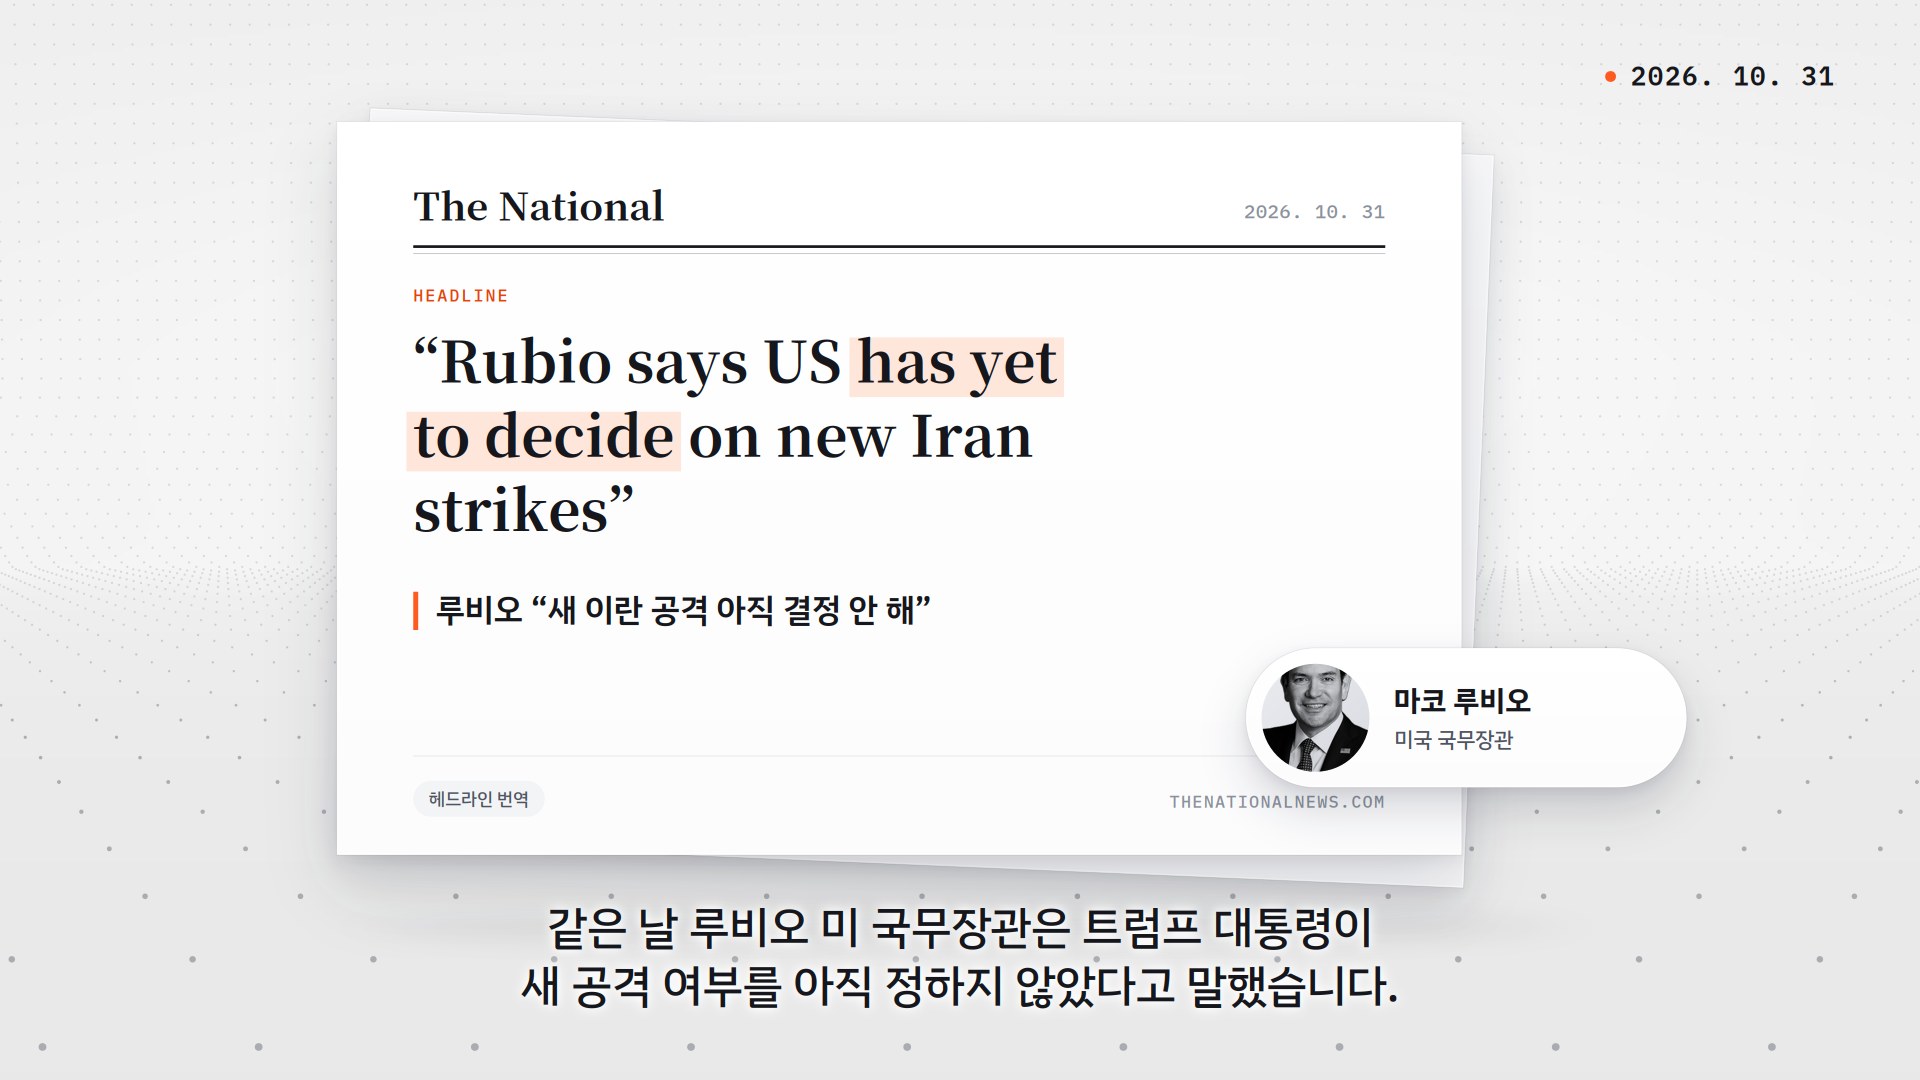 2026. 10. 31
The National
2026. 10. 31
HEADLINE
“Rubio says US has yet
to decide on new Iran
strikes”
루비오 “새 이란 공격 아직 결정 안 해”
마코 루비오
미국 국무장관
헤드라인 번역
THENATIONALNEWS.COM
같은 날 루비오 미 국무장관은 트럼프 대통령이
새 공격 여부를 아직 정하지 않았다고 말했습니다.